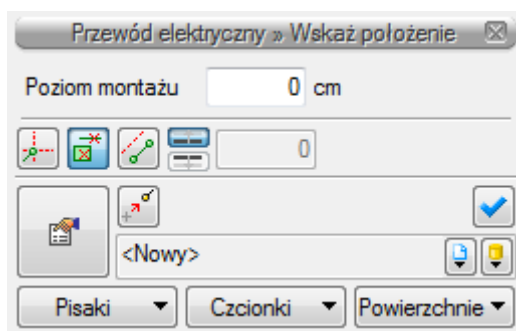 Przewód elektryczny » Wskaż położenie
Poziom montażu 0 cm
0
<Nowy>
Pisaki Czcionki Powierzchnie